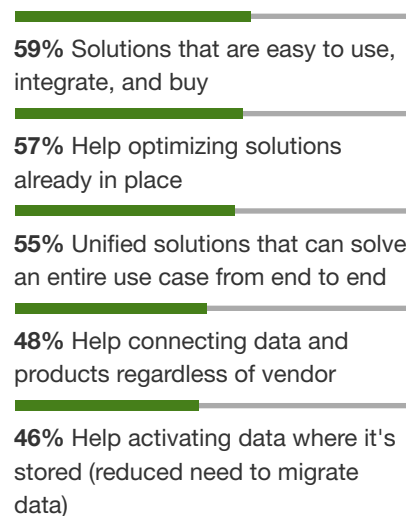 59% Solutions that are easy to use,
integrate, and buy
57% Help optimizing solutions
already in place
55% Unified solutions that can solve
an entire use case from end to end
48% Help connecting data and
products regardless of vendor
46% Help activating data where it's
stored (reduced need to migrate
data)